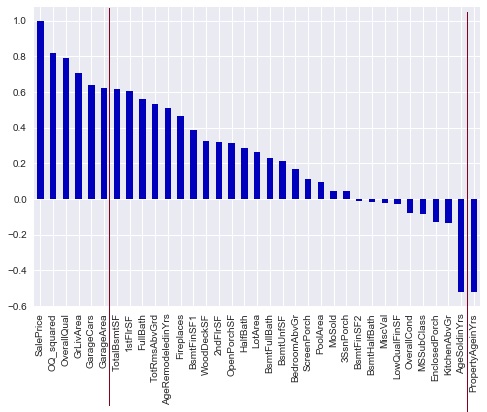 1.0
0.8
0.6
0.4
0.2
0.0
−0.2
−0.4
−0.6
SalePrice
OQ_squared
OverallQual
GrLivArea
GarageCars
GarageArea
TotalBsmtSF
1stFlrSF
FullBath
TotRmsAbvGrd
AgeRemodeledinYrs
Fireplaces
BsmtFinSF1
WoodDeckSF
2ndFlrSF
OpenPorchSF
HalfBath
LotArea
BsmtFullBath
BsmtUnfSF
BedroomAbvGr
ScreenPorch
PoolArea
MoSold
3SsnPorch
BsmtFinSF2
BsmtHalfBath
MiscVal
LowQualFinSF
OverallCond
MSSubClass
EnclosedPorch
KitchenAbvGr
AgeSoldinYrs
PropertyAgeinYrs